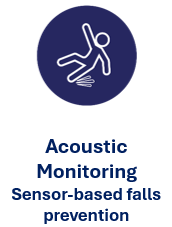 Acoustic
Monitoring
Sensor-based falls
prevention